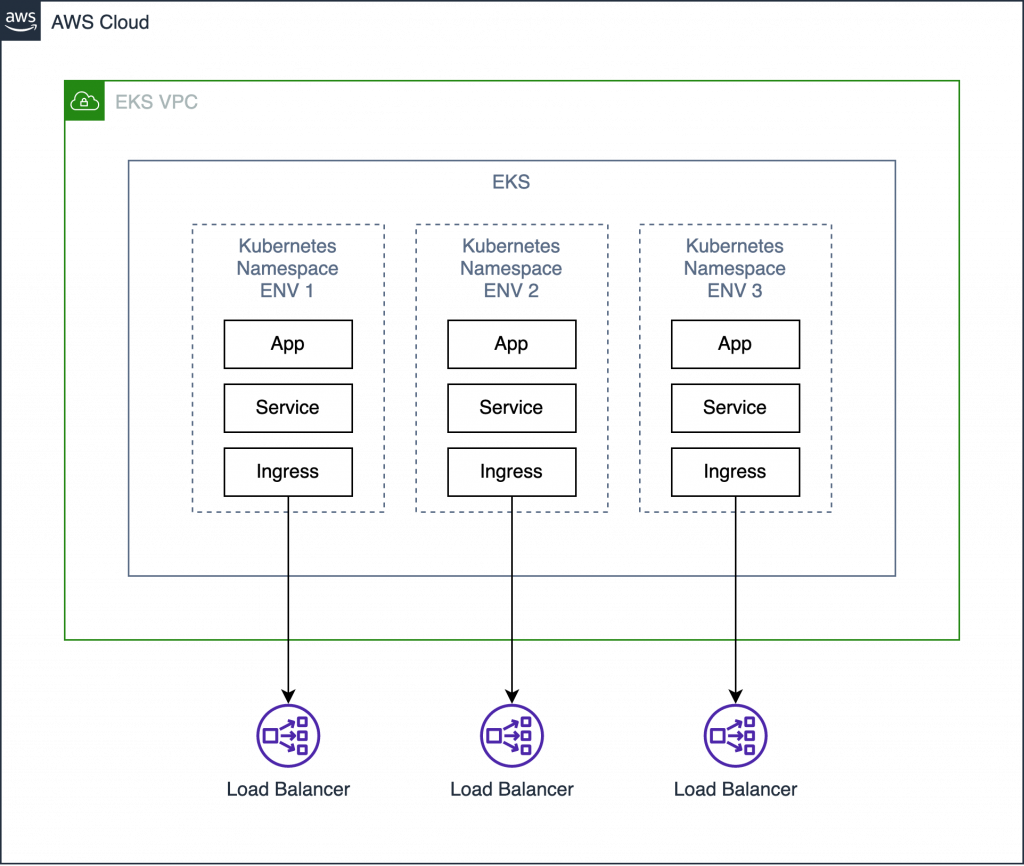 aws
AWS Cloud
EKS VPC
EKS
Kubernetes
Namespace
ENV 1
App
Service
Ingress
Kubernetes
Namespace
ENV 2
App
Service
Ingress
Kubernetes
Namespace
ENV 3
App
Service
Ingress
Load Balancer
Load Balancer
Load Balancer